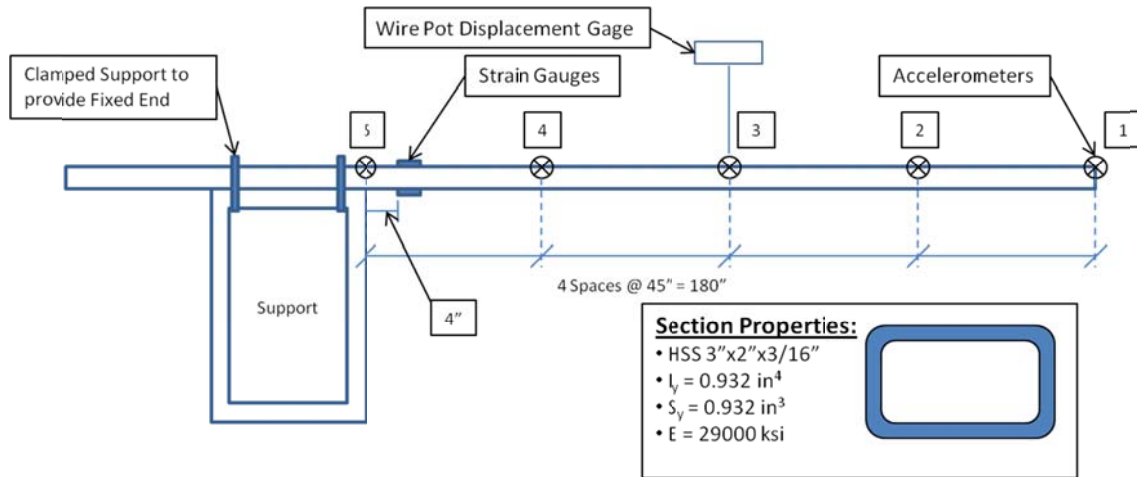 Wire Pot Displacement Gage
Clamped Support to
provide Fixed End
Strain Gauges
Accelerometers
5
4
3
2
1
4 Spaces @ 45" = 180"
Support
4"
Section Properties:
• HSS 3"x2"x3/16"
• Iy = 0.932 in⁴
• Sy = 0.932 in³
• E = 29000 ksi